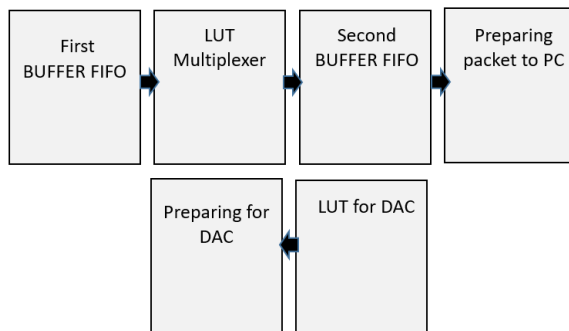 First
BUFFER FIFO
LUT
Multiplexer
Second
BUFFER FIFO
Preparing
packet to PC
Preparing for
DAC
LUT for DAC